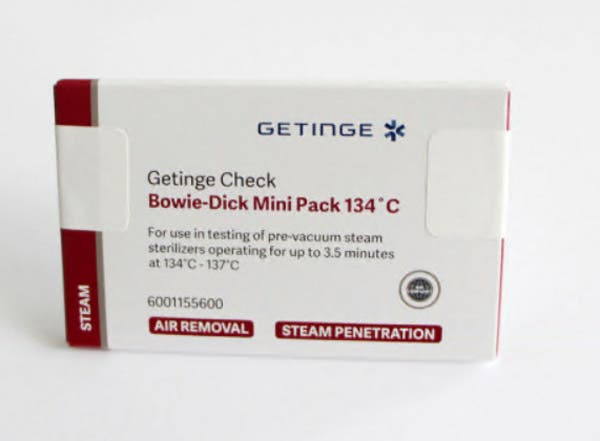 GETINGE
Getinge Check
Bowie-Dick Mini Pack 134°C
For use in testing of pre-vacuum steam
sterilizers operating for up to 3.5 minutes
at 134°C - 137°C
6001155600
STEAM
AIR REMOVAL
STEAM PENETRATION